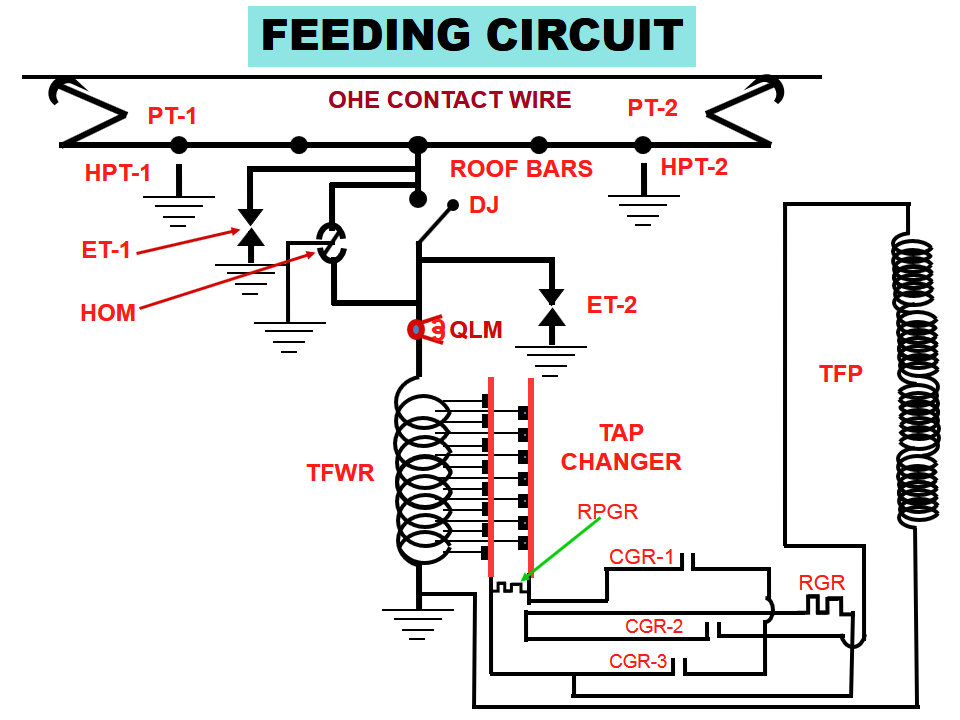 FEEDING CIRCUIT
OHE CONTACT WIRE
PT-1
PT-2
HPT-1
ROOF BARS
HPT-2
DJ
ET-1
HOM
ET-2
QLM
TFP
TAP
CHANGER
TFWR
RPGR
CGR-1
RGR
CGR-2
CGR-3